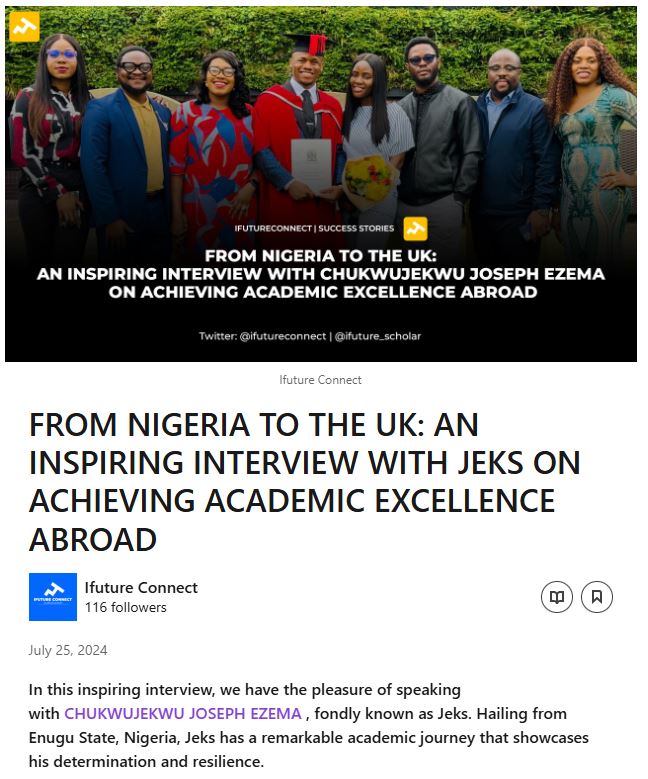 IFUTURECONNECT | SUCCESS STORIES
FROM NIGERIA TO THE UK:
AN INSPIRING INTERVIEW WITH CHUKWUJEKWU JOSEPH EZEMA
ON ACHIEVING ACADEMIC EXCELLENCE ABROAD
Twitter: @ifutureconnect | @ifuture_scholar
Ifuture Connect
FROM NIGERIA TO THE UK: AN
INSPIRING INTERVIEW WITH JEKS ON
ACHIEVING ACADEMIC EXCELLENCE
ABROAD
IFUTURE CONNECT
Ifuture Connect
116 followers
July 25, 2024
In this inspiring interview, we have the pleasure of speaking
with CHUKWUJEKWU JOSEPH EZEMA , fondly known as Jeks. Hailing from
Enugu State, Nigeria, Jeks has a remarkable academic journey that showcases
his determination and resilience.